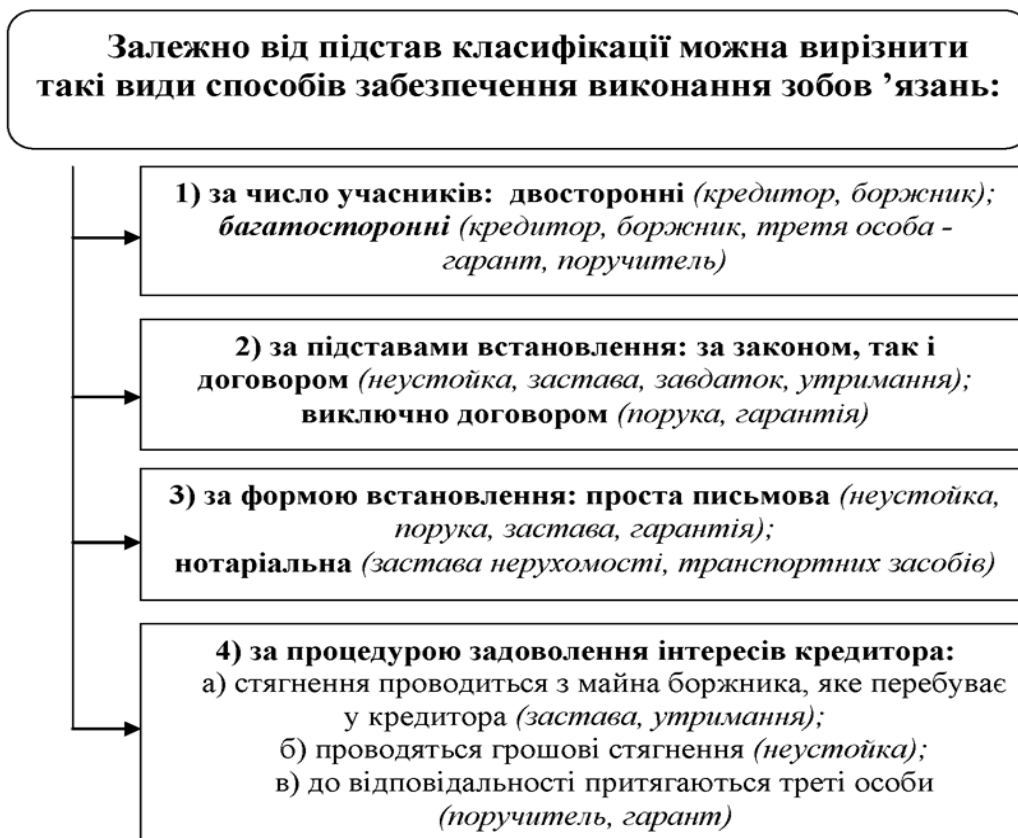 Залежно від підстав класифікації можна вирізнити
такі види способів забезпечення виконання зобов ’язань:
1) за число учасників: двосторонні (кредитор, боржник);
багатосторонні (кредитор, боржник, третя особа -
гарант, поручитель)
2) за підставами встановлення: за законом, так і
договором (неустойка, застава, завдаток, утримання);
виключно договором (порука, гарантія)
3) за формою встановлення: проста письмова (неустойка,
порука, застава, гарантія);
нотаріальна (застава нерухомості, транспортних засобів)
4) за процедурою задоволення інтересів кредитора:
а) стягнення проводиться з майна боржника, яке перебуває
у кредитора (застава, утримання);
б) проводяться грошові стягнення (неустойка);
в) до відповідальності притягаються треті особи
(поручитель, гарант)